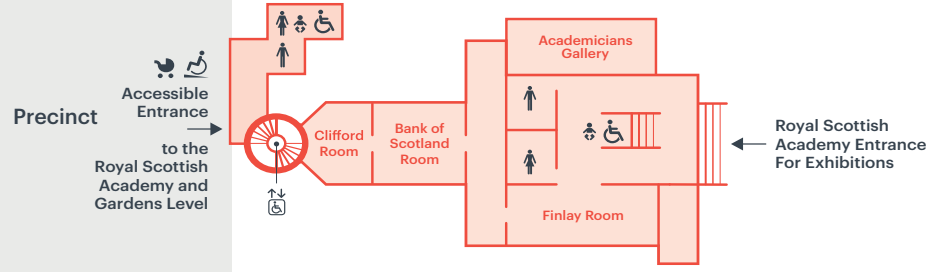 Precinct
Accessible
Entrance
to the
Royal Scottish
Academy and
Gardens Level
Clifford
Room
Bank of
Scotland
Room
Academicians
Gallery
Finlay Room
Royal Scottish
Academy Entrance
For Exhibitions